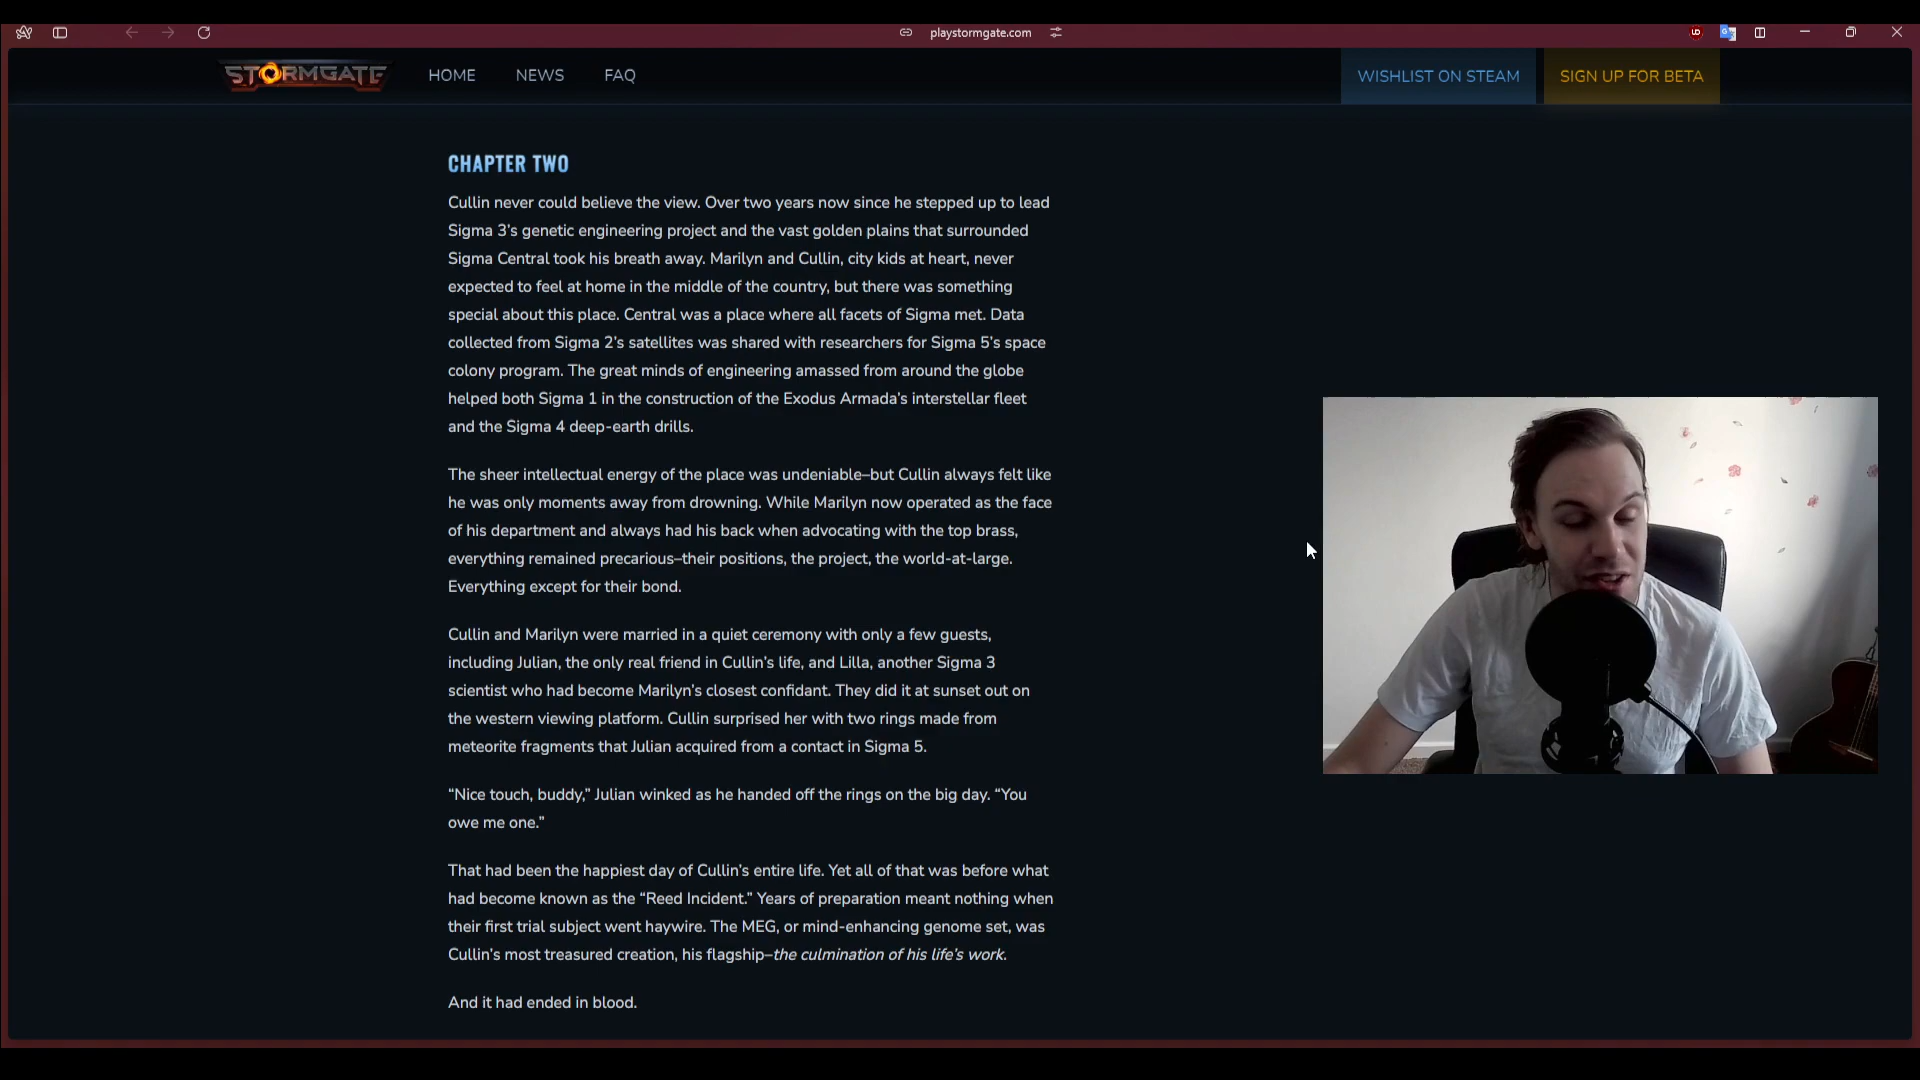 playstormgate.com
STORMGATE
HOME
NEWS
FAQ
WISHLIST ON STEAM
SIGN UP FOR BETA
CHAPTER TWO
Cullin never could believe the view. Over two years now since he stepped up to lead
Sigma 3’s genetic engineering project and the vast golden plains that surrounded
Sigma Central took his breath away. Marilyn and Cullin, city kids at heart, never
expected to feel at home in the middle of the country, but there was something
special about this place. Central was a place where all facets of Sigma met. Data
collected from Sigma 2’s satellites was shared with researchers for Sigma 5’s space
colony program. The great minds of engineering amassed from around the globe
helped both Sigma 1 in the construction of the Exodus Armada’s interstellar fleet
and the Sigma 4 deep-earth drills.
The sheer intellectual energy of the place was undeniable–but Cullin always felt like
he was only moments away from drowning. While Marilyn now operated as the face
of his department and always had his back when advocating with the top brass,
everything remained precarious–their positions, the project, the world-at-large.
Everything except for their bond.
Cullin and Marilyn were married in a quiet ceremony with only a few guests,
including Julian, the only real friend in Cullin’s life, and Lilla, another Sigma 3
scientist who had become Marilyn’s closest confidant. They did it at sunset out on
the western viewing platform. Cullin surprised her with two rings made from
meteorite fragments that Julian acquired from a contact in Sigma 5.
“Nice touch, buddy,” Julian winked as he handed off the rings on the big day. “You
owe me one.”
That had been the happiest day of Cullin’s entire life. Yet all of that was before what
had become known as the “Reed Incident.” Years of preparation meant nothing when
their first trial subject went haywire. The MEG, or mind-enhancing genome set, was
Cullin’s most treasured creation, his flagship–the culmination of his life’s work.
And it had ended in blood.